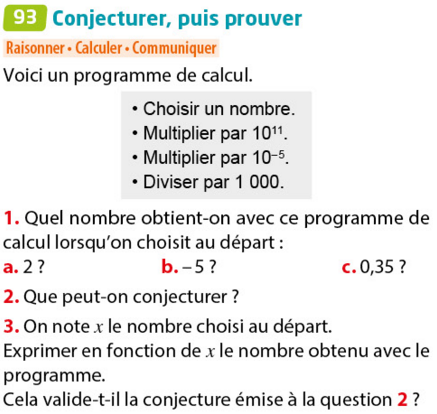 93 Conjecturer, puis prouver
Raisonner • Calculer • Communiquer
Voici un programme de calcul.
• Choisir un nombre.
• Multiplier par 10¹¹.
• Multiplier par 10⁻⁵.
• Diviser par 1 000.
1. Quel nombre obtient-on avec ce programme de
calcul lorsqu'on choisit au départ :
a. 2 ? b. – 5 ? c. 0,35 ?
2. Que peut-on conjecturer ?
3. On note x le nombre choisi au départ.
Exprimer en fonction de x le nombre obtenu avec le
programme.
Cela valide-t-il la conjecture émise à la question 2 ?